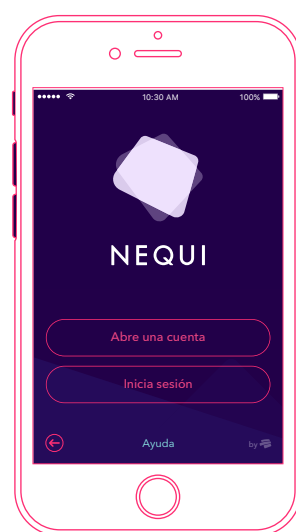 10:30 AM
100%
NEQUI
Abre una cuenta
Inicia sesión
Ayuda
by